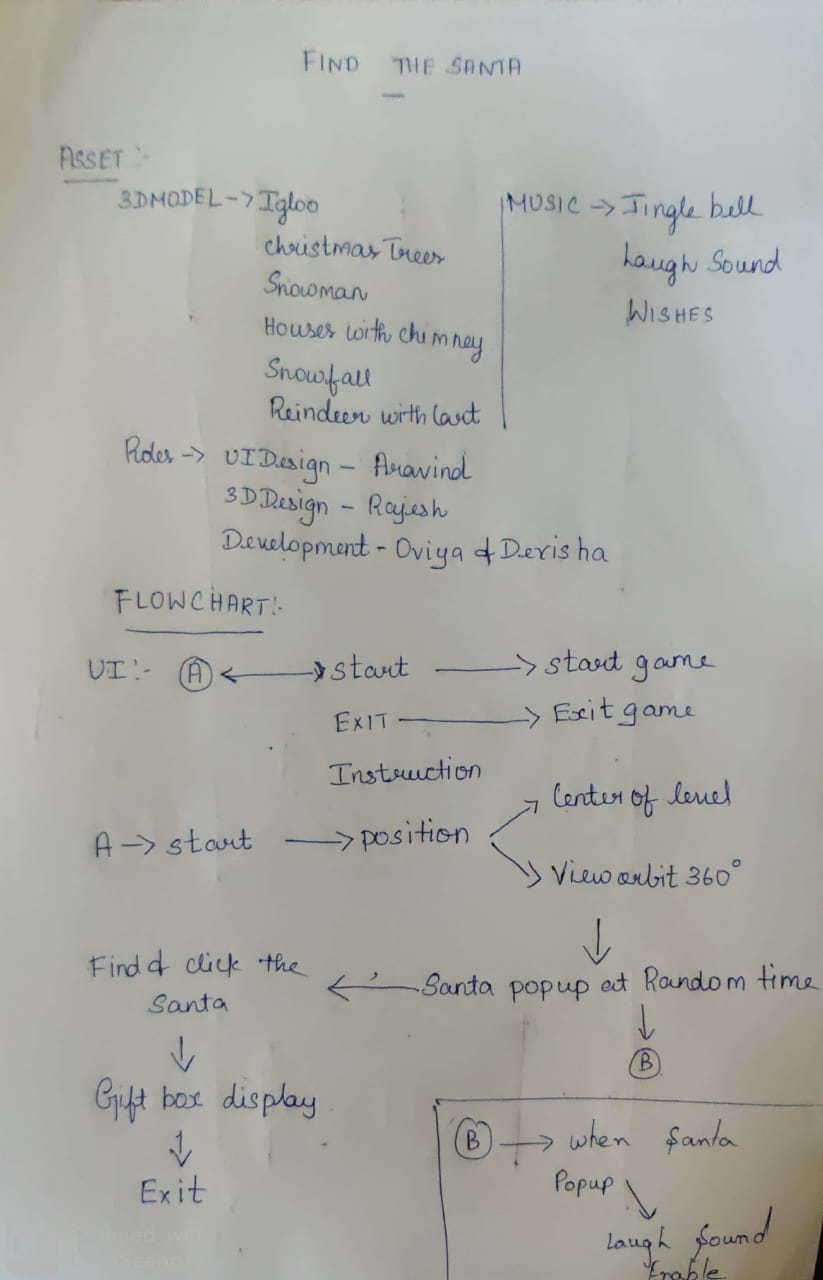 FIND THE SANTA
ASSET :-
3D MODEL -> Igloo
christmas Trees
Snowman
Houses with chimney
Snowfall
Reindeer with Cart
MUSIC -> Jingle bell
Laugh Sound
WISHES
Roles -> UI Design - Aravind
3D Design - Rajesh
Development - Oviya & Derisha
FLOWCHART:-
UI:- A <-> start -> start game
EXIT -> Exit game
Instruction
A -> start -> position
Center of level
View orbit 360°
Santa popup at Random time
B
Find & click the
Santa
Gift box display
Exit
B -> when Santa
Popup
Laugh Sound
Enable